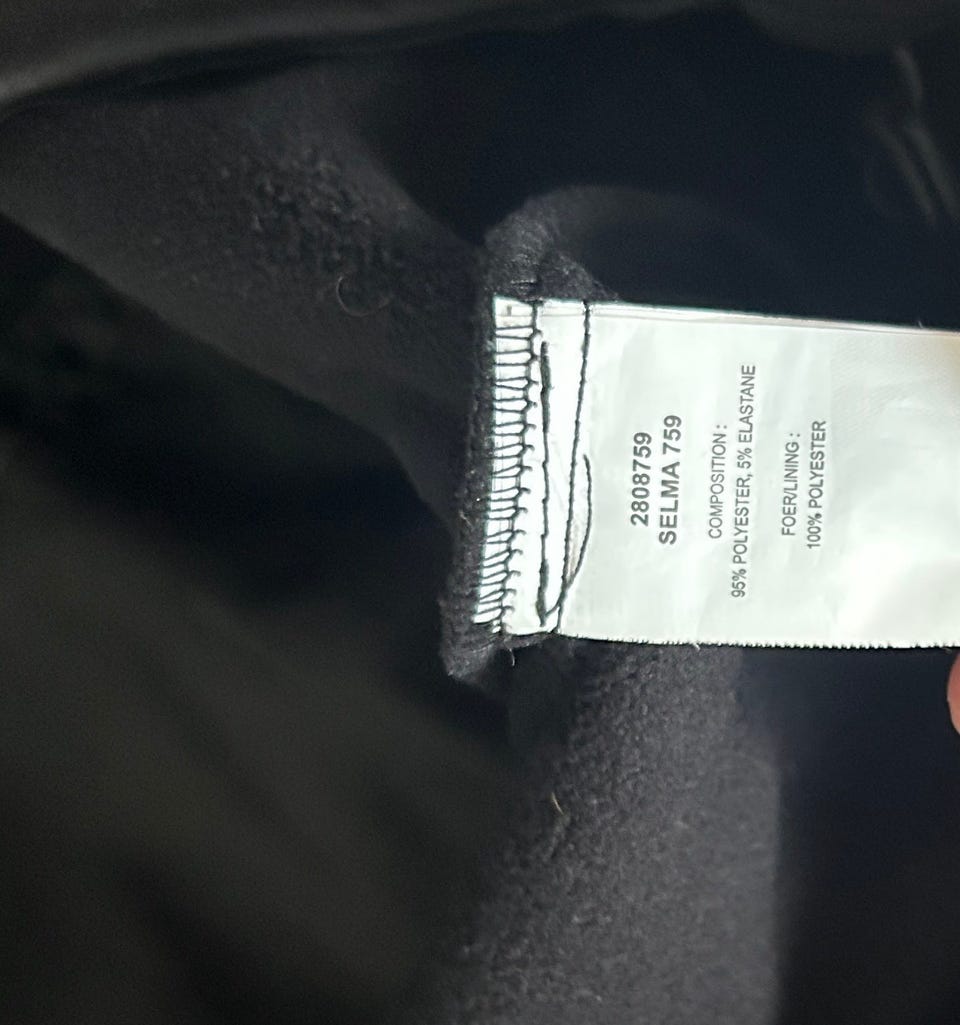 2808759
SELMA 759
COMPOSITION :
95% POLYESTER, 5% ELASTANE
FOER/LINING :
100% POLYESTER